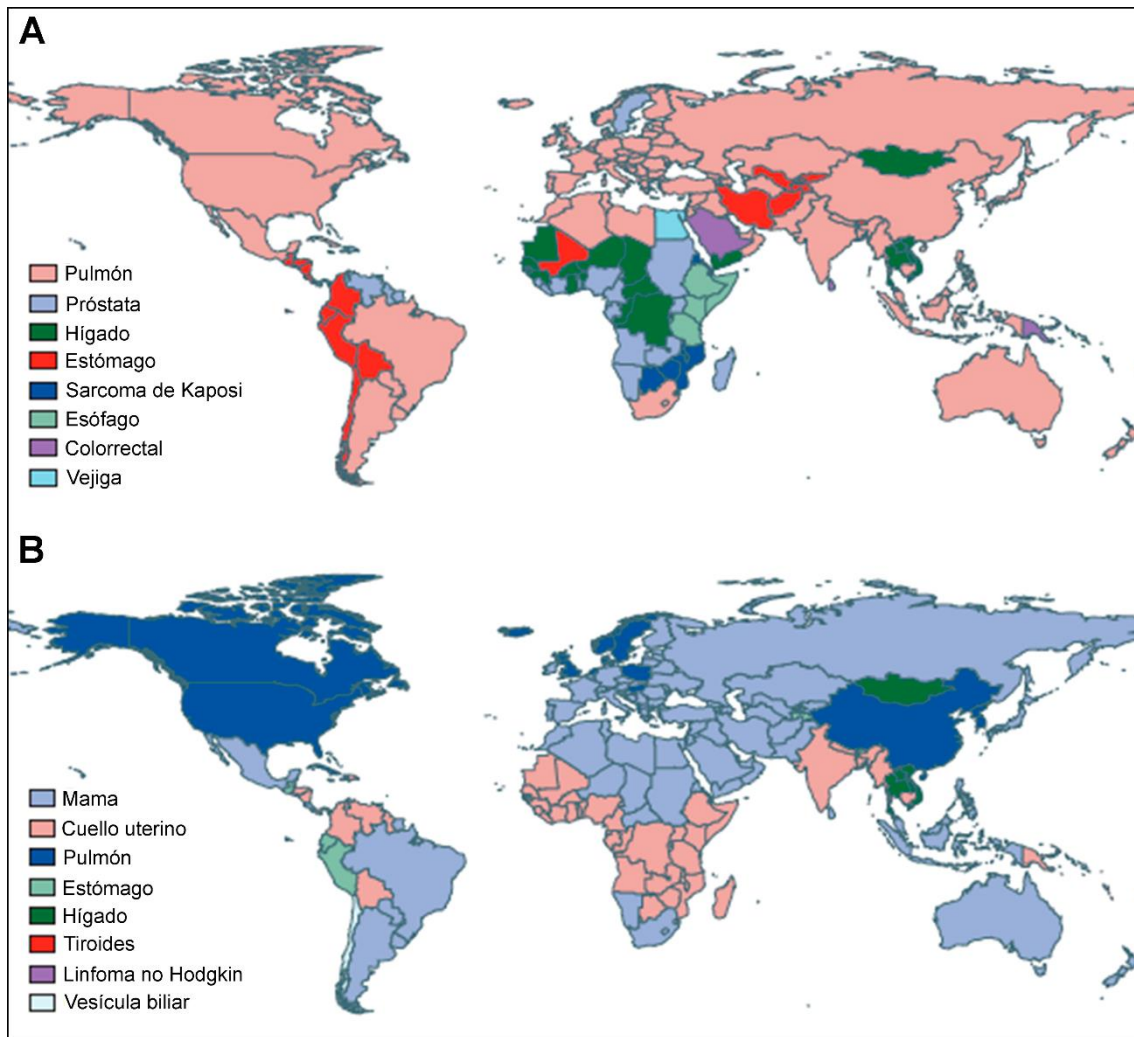 A
Pulmón
Próstata
Hígado
Estómago
Sarcoma de Kaposi
Esófago
Colorrectal
Vejiga
B
Mama
Cuello uterino
Pulmón
Estómago
Hígado
Tiroides
Linfoma no Hodgkin
Vesícula biliar